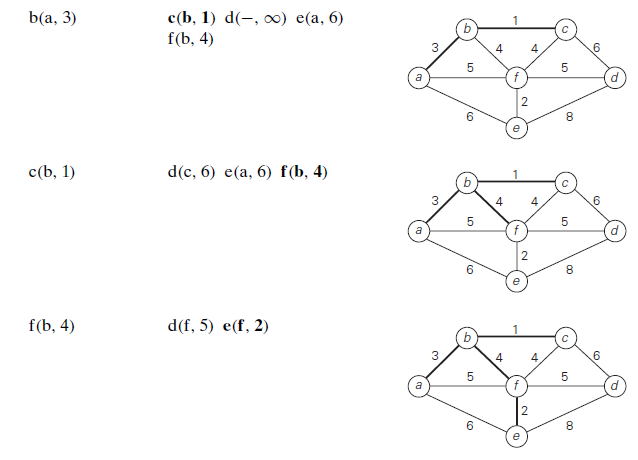 b(a, 3) c(b, 1) d(−, ∞) e(a, 6)
f(b, 4)
b 1 c
3 4 4 6
a 5 f 5 d
2
6 8
e
c(b, 1) d(c, 6) e(a, 6) f(b, 4)
b 1 c
3 4 4 6
a 5 f 5 d
2
6 8
e
f(b, 4) d(f, 5) e(f, 2)
b 1 c
3 4 4 6
a 5 f 5 d
2
6 8
e